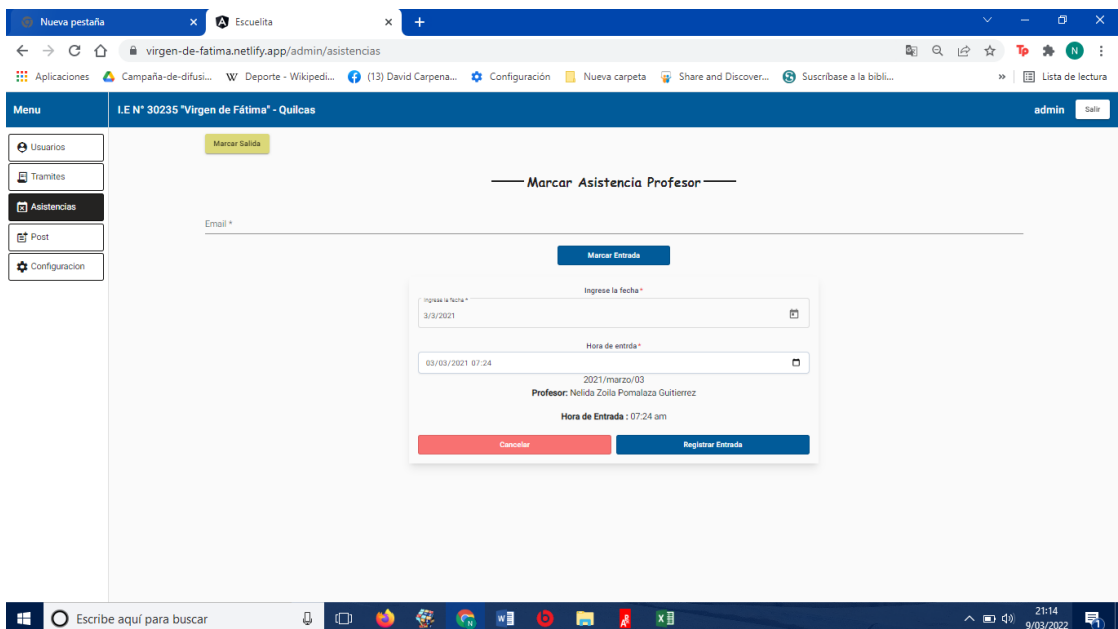 Nueva pestaña
Escuelita
virgen-de-fatima.netlify.app/admin/asistencias
N
Aplicaciones Campaña-de-difusi... W Deporte - Wikipedi... (13) David Carpena... Configuración Nueva carpeta Share and Discover... Suscríbase a la bibli... » Lista de lectura
Menu I.E N° 30235 "Virgen de Fátima" - Quilcas admin Salir
Usuarios
Tramites
Asistencias
Post
Configuracion
Marcar Salida
Marcar Asistencia Profesor
Email *
Marcar Entrada
Ingrese la fecha *
Ingrese la fecha *
3/3/2021
Hora de entrda *
03/03/2021 07:24
2021/marzo/03
Profesor: Nelida Zoila Pomalaza Guitierrez
Hora de Entrada : 07:24 am
Cancelar Registrar Entrada
Escribe aquí para buscar
21:14
9/03/2022